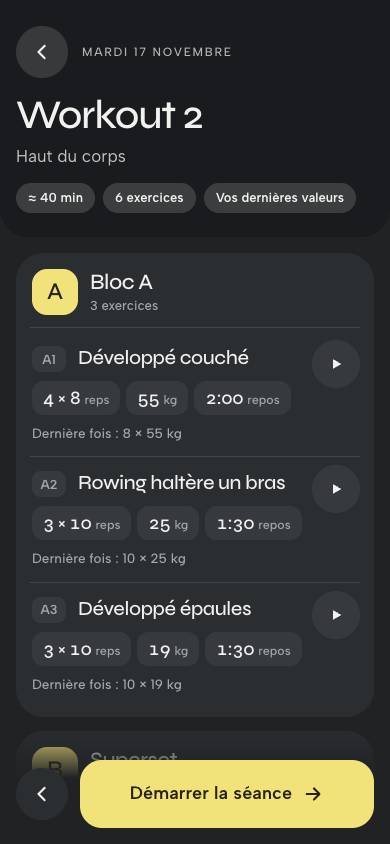 MARDI 17 NOVEMBRE
Workout 2
Haut du corps
≈ 40 min 6 exercices Vos dernières valeurs
A Bloc A
3 exercices
A1 Développé couché
4 × 8 reps 55 kg 2:00 repos
Dernière fois : 8 × 55 kg
A2 Rowing haltère un bras
3 × 10 reps 25 kg 1:30 repos
Dernière fois : 10 × 25 kg
A3 Développé épaules
3 × 10 reps 19 kg 1:30 repos
Dernière fois : 10 × 19 kg
B Superset
Démarrer la séance →